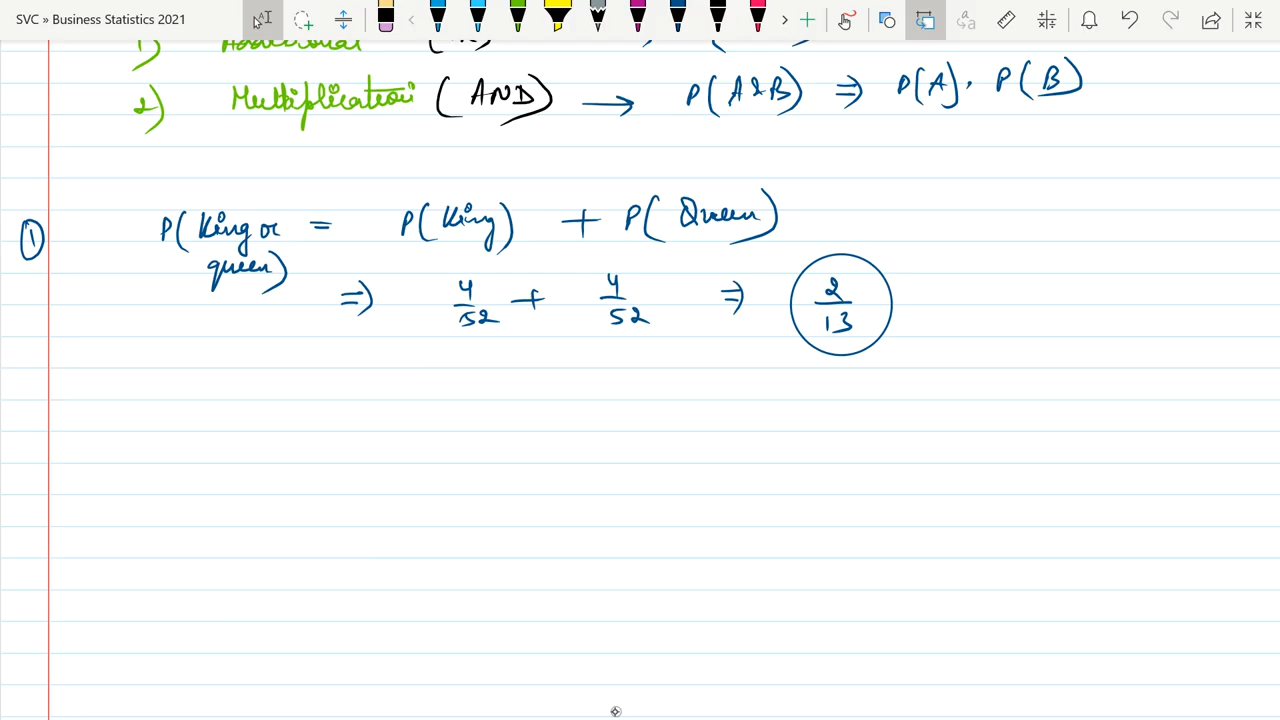 SVC » Business Statistics 2021
2) Multiplication (AND) → P(A&B) ⇒ P(A). P(B)
① P(King or queen) = P(King) + P(Queen)
⇒ 4/52 + 4/52 ⇒ 2/13